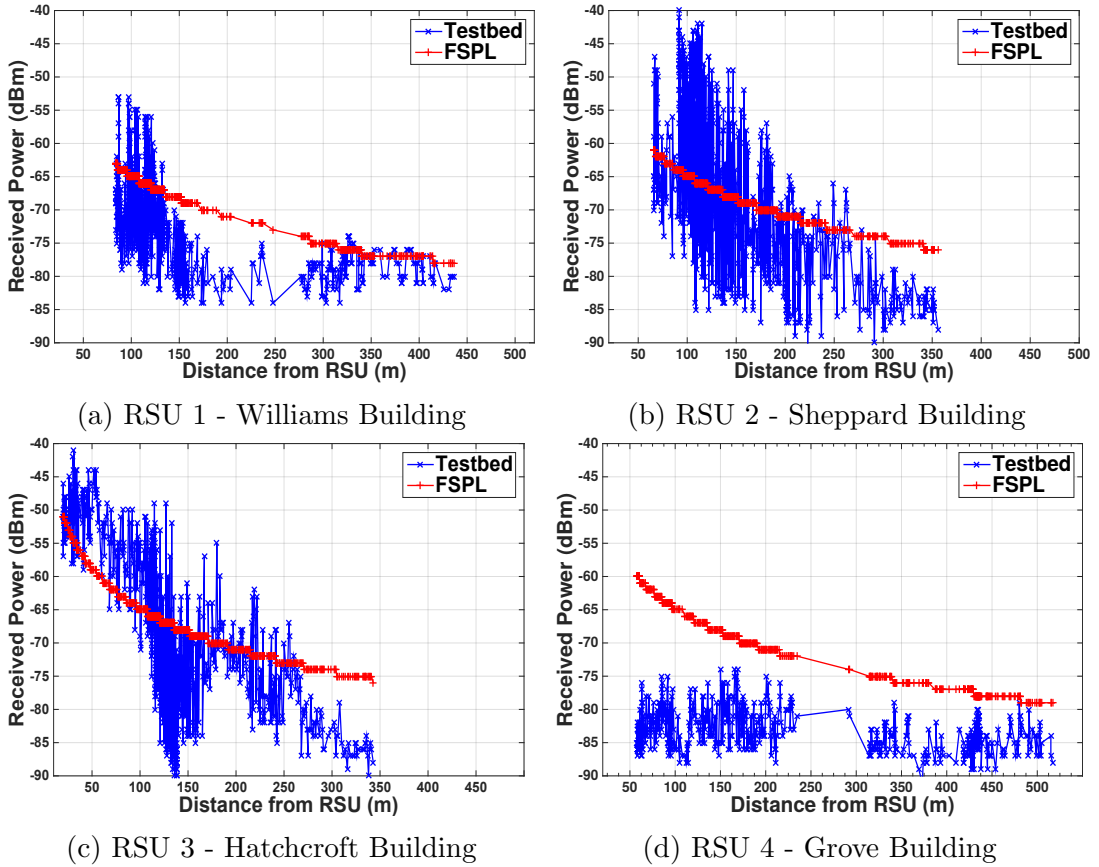 -40
-45
-50
-55
-60
-65
-70
-75
-80
-85
-90
Received Power (dBm)
Testbed
FSPL
50 100 150 200 250 300 350 400 450 500
Distance from RSU (m)
(a) RSU 1 - Williams Building
-40
-45
-50
-55
-60
-65
-70
-75
-80
-85
-90
Received Power (dBm)
Testbed
FSPL
50 100 150 200 250 300 350 400 450 500
Distance from RSU (m)
(b) RSU 2 - Sheppard Building
-40
-45
-50
-55
-60
-65
-70
-75
-80
-85
-90
Received Power (dBm)
Testbed
FSPL
50 100 150 200 250 300 350 400 450
Distance from RSU (m)
(c) RSU 3 - Hatchcroft Building
-40
-45
-50
-55
-60
-65
-70
-75
-80
-85
-90
Received Power (dBm)
Testbed
FSPL
50 100 150 200 250 300 350 400 450 500
Distance from RSU (m)
(d) RSU 4 - Grove Building